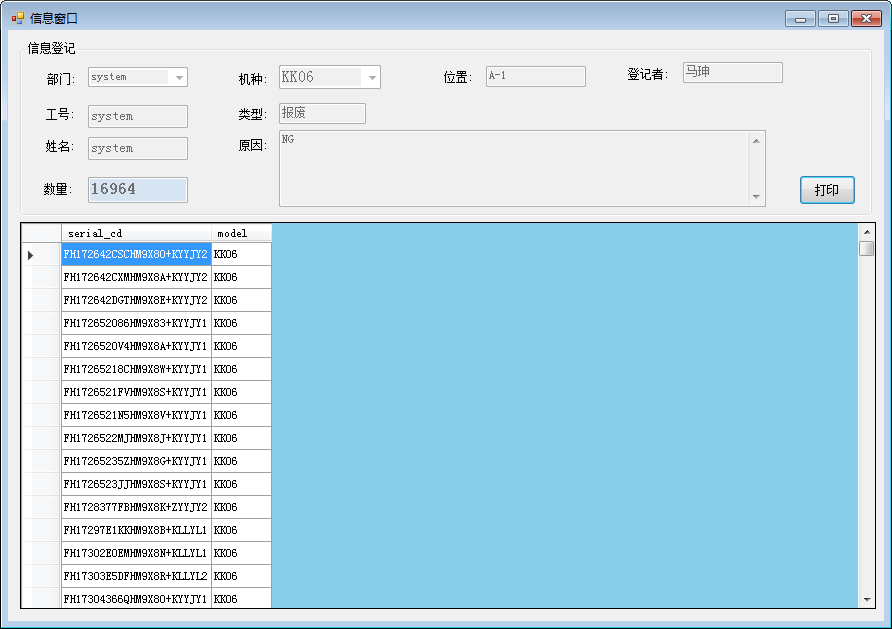 信息窗口
信息登记
部门: system 机种: KK06 位置: A-1 登记者: 马珅
工号: system 类型: 报废
姓名: system 原因: NG
数量: 16964 打印
serial_cd model
FH172642CSCHM9X80+KYYJY2 KK06
FH172642CXMHM9X8A+KYYJY2 KK06
FH172642DGTHM9X8E+KYYJY2 KK06
FH172652086HM9X83+KYYJY1 KK06
FH1726520V4HM9X8A+KYYJY1 KK06
FH17265218CHM9X8W+KYYJY1 KK06
FH1726521FVHM9X8S+KYYJY1 KK06
FH1726521N5HM9X8V+KYYJY1 KK06
FH1726522MJHM9X8J+KYYJY1 KK06
FH17265235ZHM9X8G+KYYJY1 KK06
FH1726523JJHM9X8S+KYYJY1 KK06
FH1728377FBHM9X8K+ZYYJY2 KK06
FH17297E1KKHM9X8B+KLLYL1 KK06
FH17302E0EMHM9X8N+KLLYL1 KK06
FH17303E5DFHM9X8R+KLLYL2 KK06
FH17304366QHM9X80+KYYJY1 KK06